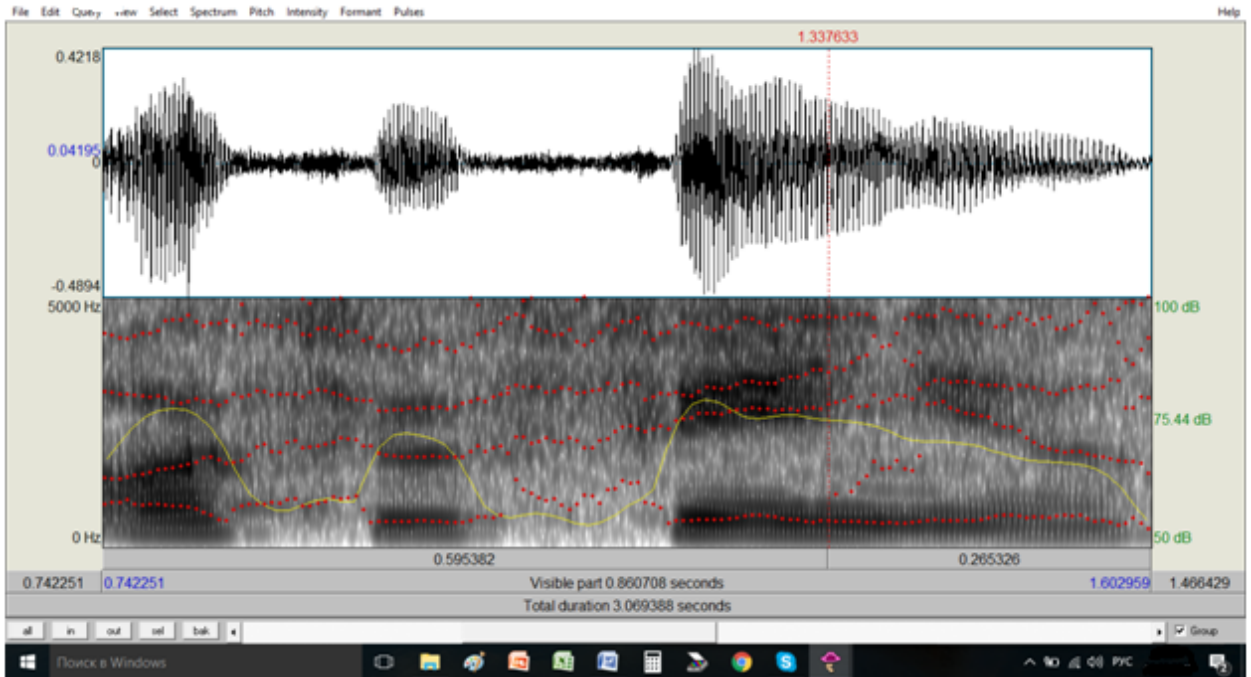 File Edit Query View Select Spectrum Pitch Intensity Formant Pulses Help
1.337633
0.4218
0.04195
0
-0.4894
5000 Hz
100 dB
75.44 dB
0 Hz
50 dB
0.595382 0.265326
0.742251 0.742251 Visible part 0.860708 seconds 1.602959 1.466429
Total duration 3.069388 seconds
all in out sel bak Group
Поиск в Windows РУС